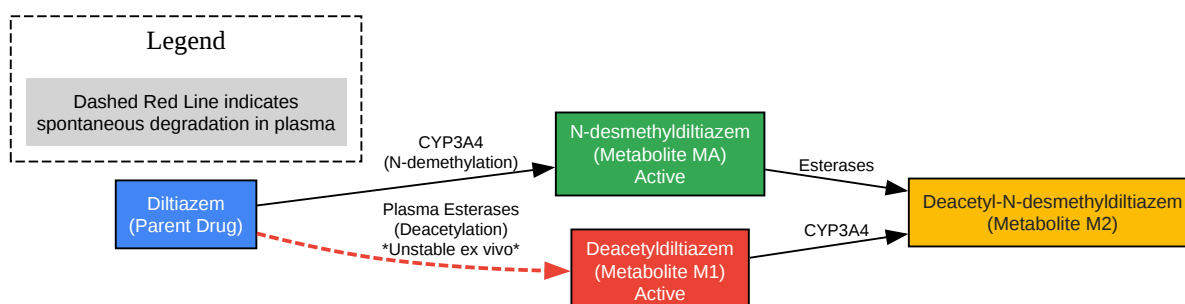 Legend
Dashed Red Line indicates
spontaneous degradation in plasma
Diltiazem
(Parent Drug)
CYP3A4
(N-demethylation)
Plasma Esterases
(Deacetylation)
*Unstable ex vivo*
N-desmethyldiltiazem
(Metabolite MA)
Active
Deacetyldiltiazem
(Metabolite M1)
Active
Esterases
CYP3A4
Deacetyl-N-desmethyldiltiazem
(Metabolite M2)